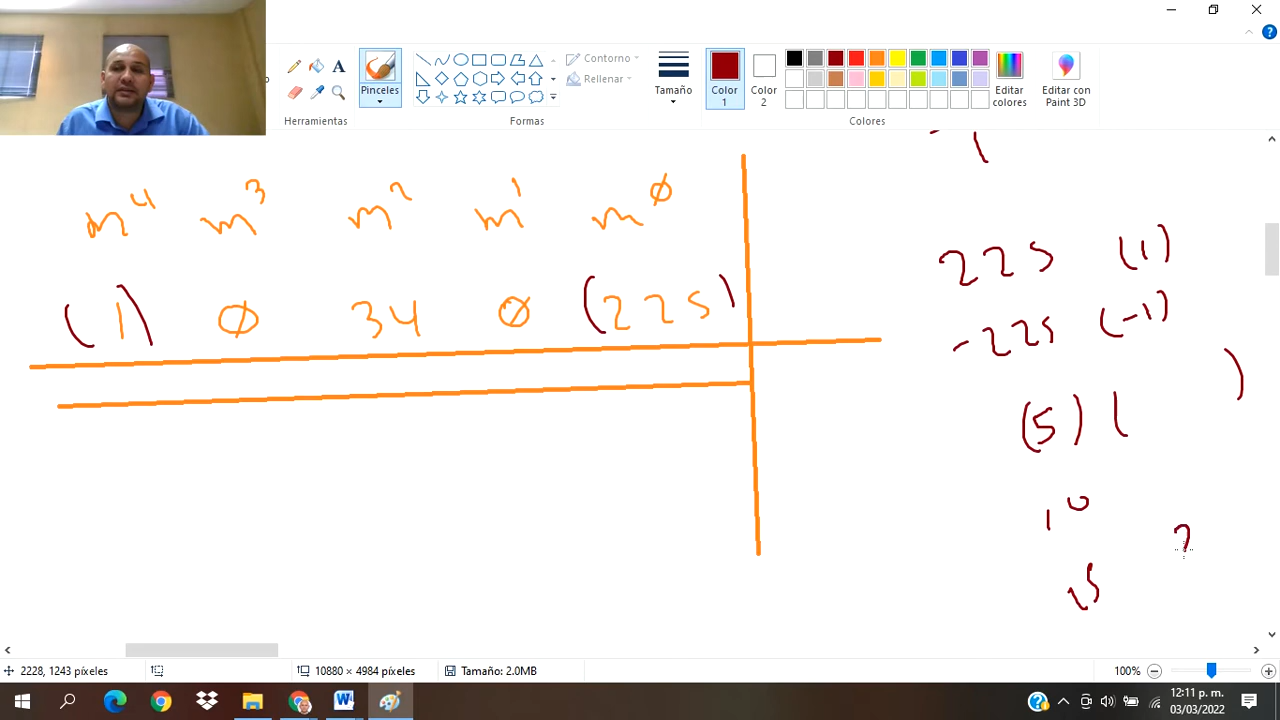 Contorno
Rellenar
Pinceles
Tamaño
Color 1
Color 2
Editar colores
Editar con Paint 3D
Herramientas
Formas
Colores
m⁴ m³ m² m¹ m⁰
(1) 0 34 0 (225)
225 (1)
-225 (-1)
(5) ( )
10
?
2228, 1243 píxeles
10880 × 4984 píxeles
Tamaño: 2.0MB
100%
12:11 p. m.
03/03/2022